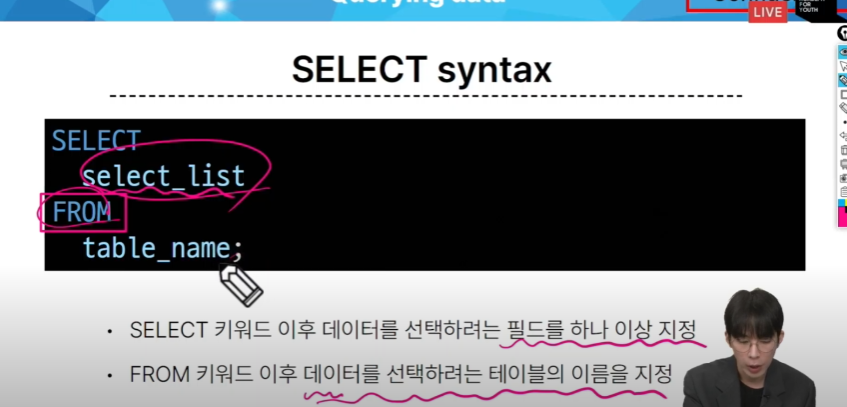 Querying data
LIVE
FOR
YOUTH
SELECT syntax
SELECT
select_list
FROM
table_name;
• SELECT 키워드 이후 데이터를 선택하려는 필드를 하나 이상 지정
• FROM 키워드 이후 데이터를 선택하려는 테이블의 이름을 지정